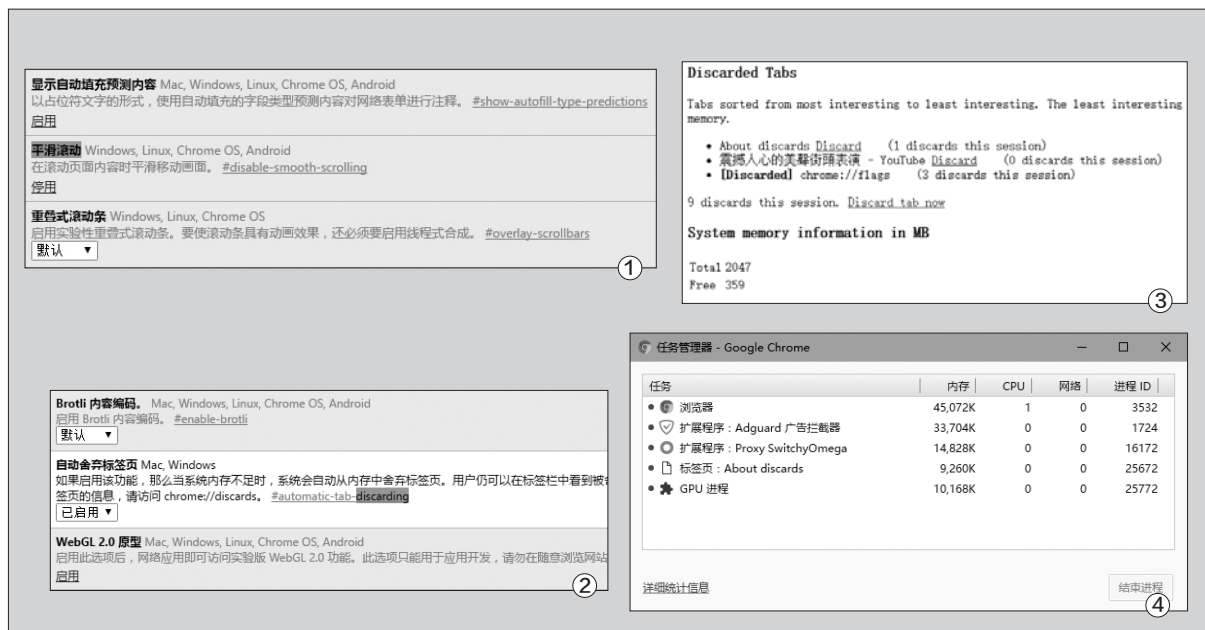 显示自动填充预测内容 Mac, Windows, Linux, Chrome OS, Android
以占位符文字的形式，使用自动填充的字段类型预测内容对网络表单进行注释。 #show-autofill-type-predictions
启用
平滑滚动 Windows, Linux, Chrome OS, Android
在滚动页面内容时平滑移动画面。 #disable-smooth-scrolling
停用
重叠式滚动条 Windows, Linux, Chrome OS
启用实验性重叠式滚动条。要使滚动条具有动画效果，还必须要启用线程式合成。 #overlay-scrollbars
默认 ▼
①
Brotli 内容编码。 Mac, Windows, Linux, Chrome OS, Android
启用 Brotli 内容编码。 #enable-brotli
默认 ▼
自动舍弃标签页 Mac, Windows
如果启用该功能，那么当系统内存不足时，系统会自动从内存中舍弃标签页。用户仍可以在标签栏中看到被
签页的信息，请访问 chrome://discards。 #automatic-tab-discarding
已启用 ▼
WebGL 2.0 原型 Mac, Windows, Linux, Chrome OS, Android
启用此选项后，网络应用即可访问实验版 WebGL 2.0 功能。此选项只能用于应用开发，请勿在随意浏览网站
启用
②
Discarded Tabs
Tabs sorted from most interesting to least interesting. The least interesting
memory.
• About discards Discard (1 discards this session)
• 震撼人心的美聲街頭表演 - YouTube Discard (0 discards this session)
• [Discarded] chrome://flags (3 discards this session)
9 discards this session. Discard tab now
System memory information in MB
Total 2047
Free 359
③
任务管理器 - Google Chrome
任务 内存 CPU 网络 进程 ID
• 浏览器 45,072K 1 0 3532
• 扩展程序：Adguard 广告拦截器 33,704K 0 0 1724
• 扩展程序：Proxy SwitchyOmega 14,828K 0 0 16172
• 标签页：About discards 9,260K 0 0 25672
• GPU 进程 10,168K 0 0 25772
详细统计信息 结束进程
④